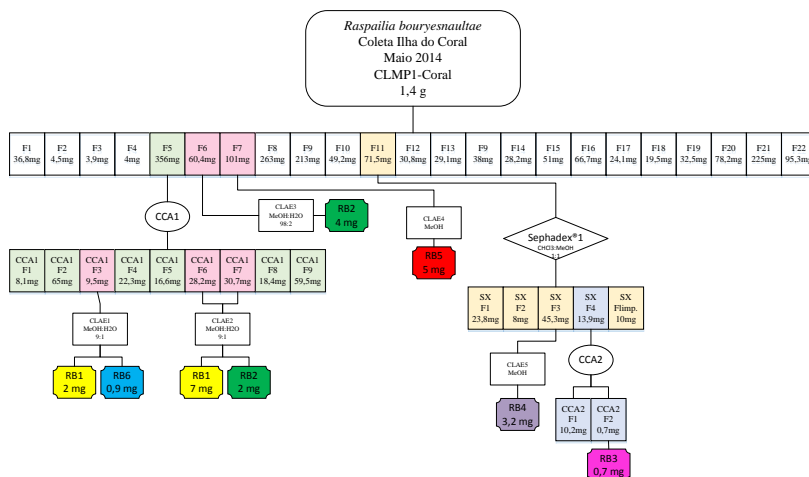 Raspailia bouryesnaultae
Coleta Ilha do Coral
Maio 2014
CLMP1-Coral
1,4 g
F1 F2 F3 F4 F5 F6 F7 F8 F9 F10 F11 F12 F13 F9 F14 F15 F16 F17 F18 F19 F20 F21 F22
36,8mg 4,5mg 3,9mg 4mg 356mg 60,4mg 101mg 263mg 213mg 49,2mg 71,5mg 30,8mg 29,1mg 38mg 28,2mg 51mg 66,7mg 24,1mg 19,5mg 32,5mg 78,2mg 225mg 95,3mg
CCA1
CLAE3
MeOH:H2O
98:2
RB2
4 mg
CLAE4
MeOH
RB5
5 mg
Sephadex®1
CHCl3:MeOH
1:1
CCA1 CCA1 CCA1 CCA1 CCA1 CCA1 CCA1 CCA1 CCA1
F1 F2 F3 F4 F5 F6 F7 F8 F9
8,1mg 65mg 9,5mg 22,3mg 16,6mg 28,2mg 30,7mg 18,4mg 59,5mg
SX SX SX SX SX
F1 F2 F3 F4 Flimp.
23,8mg 8mg 45,3mg 13,9mg 10mg
CLAE1
MeOH:H2O
9:1
CLAE2
MeOH:H2O
9:1
RB1
2 mg
RB6
0,9 mg
RB1
7 mg
RB2
2 mg
CLAE5
MeOH
RB4
3,2 mg
CCA2
CCA2 CCA2
F1 F2
10,2mg 0,7mg
RB3
0,7 mg